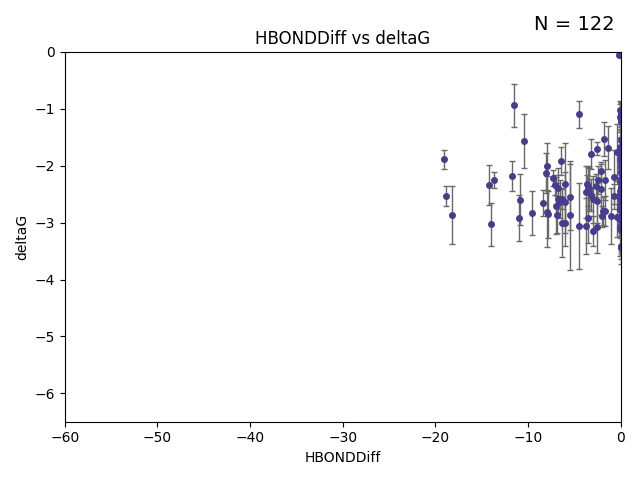 N = 122
HBONDDiff vs deltaG
deltaG
0
−1
−2
−3
−4
−5
−6
−60 −50 −40 −30 −20 −10 0
HBONDDiff